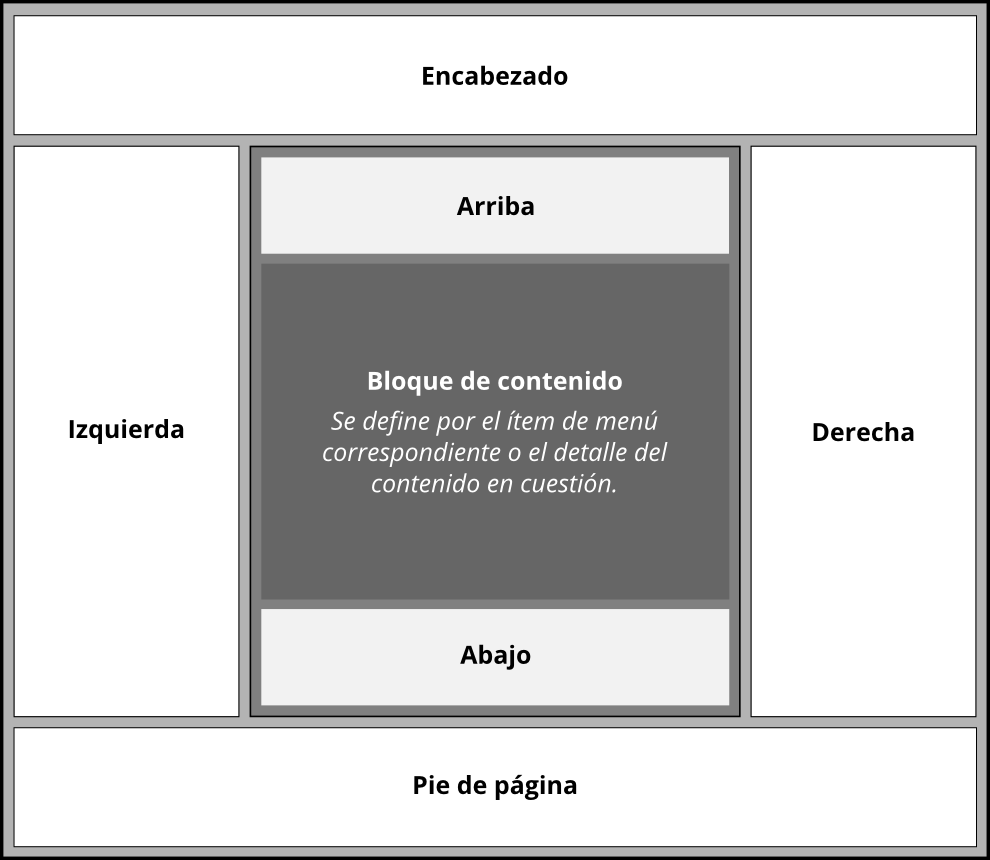 Encabezado
Izquierda
Arriba
Bloque de contenido
Se define por el ítem de menú
correspondiente o el detalle del
contenido en cuestión.
Abajo
Derecha
Pie de página